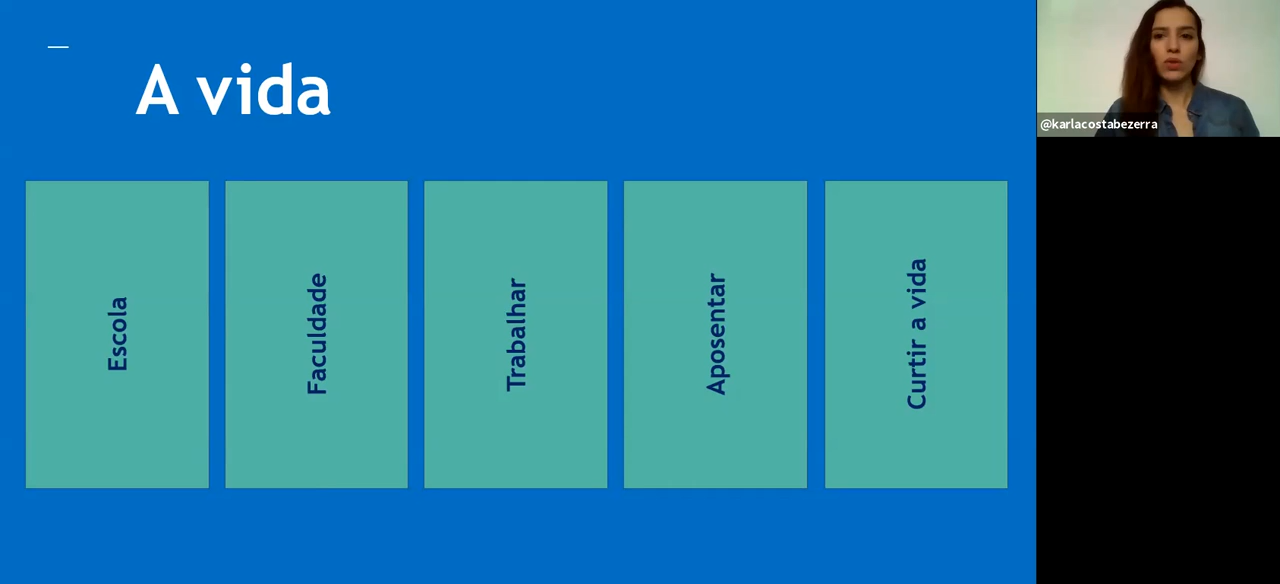 A vida
Escola
Faculdade
Trabalhar
Aposentar
Curtir a vida
@karlacostabezerra